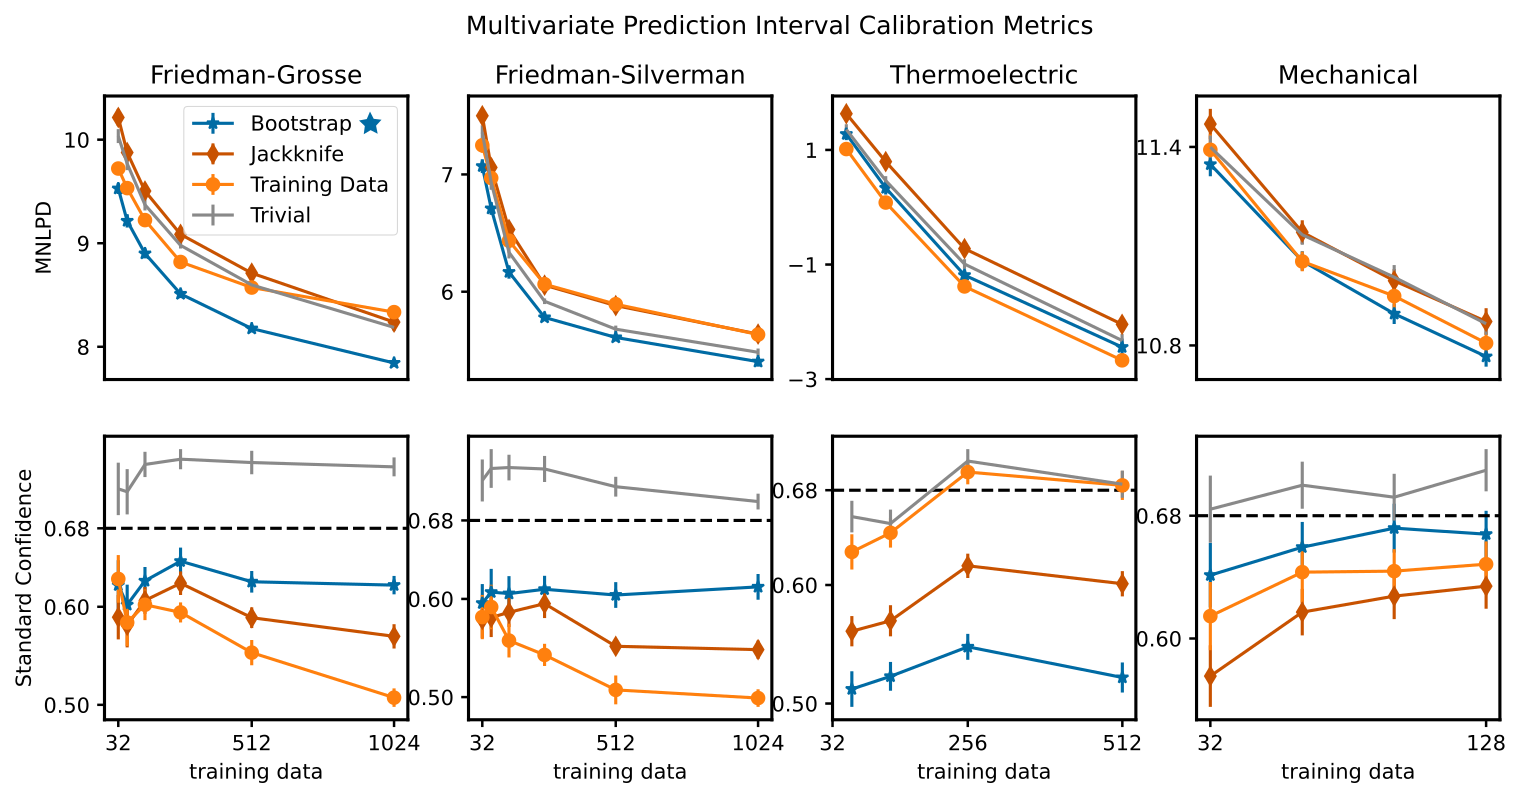 Multivariate Prediction Interval Calibration Metrics
Friedman-Grosse
Friedman-Silverman
Thermoelectric
Mechanical
MNLPD
10
9
8
Bootstrap
Jackknife
Training Data
Trivial
7
6
1
−1
−3
11.4
10.8
Standard Confidence
0.68
0.60
0.50
0.68
0.60
0.50
0.68
0.60
0.50
0.68
0.60
32 512 1024
32 512 1024
32 256 512
32 128
training data
training data
training data
training data